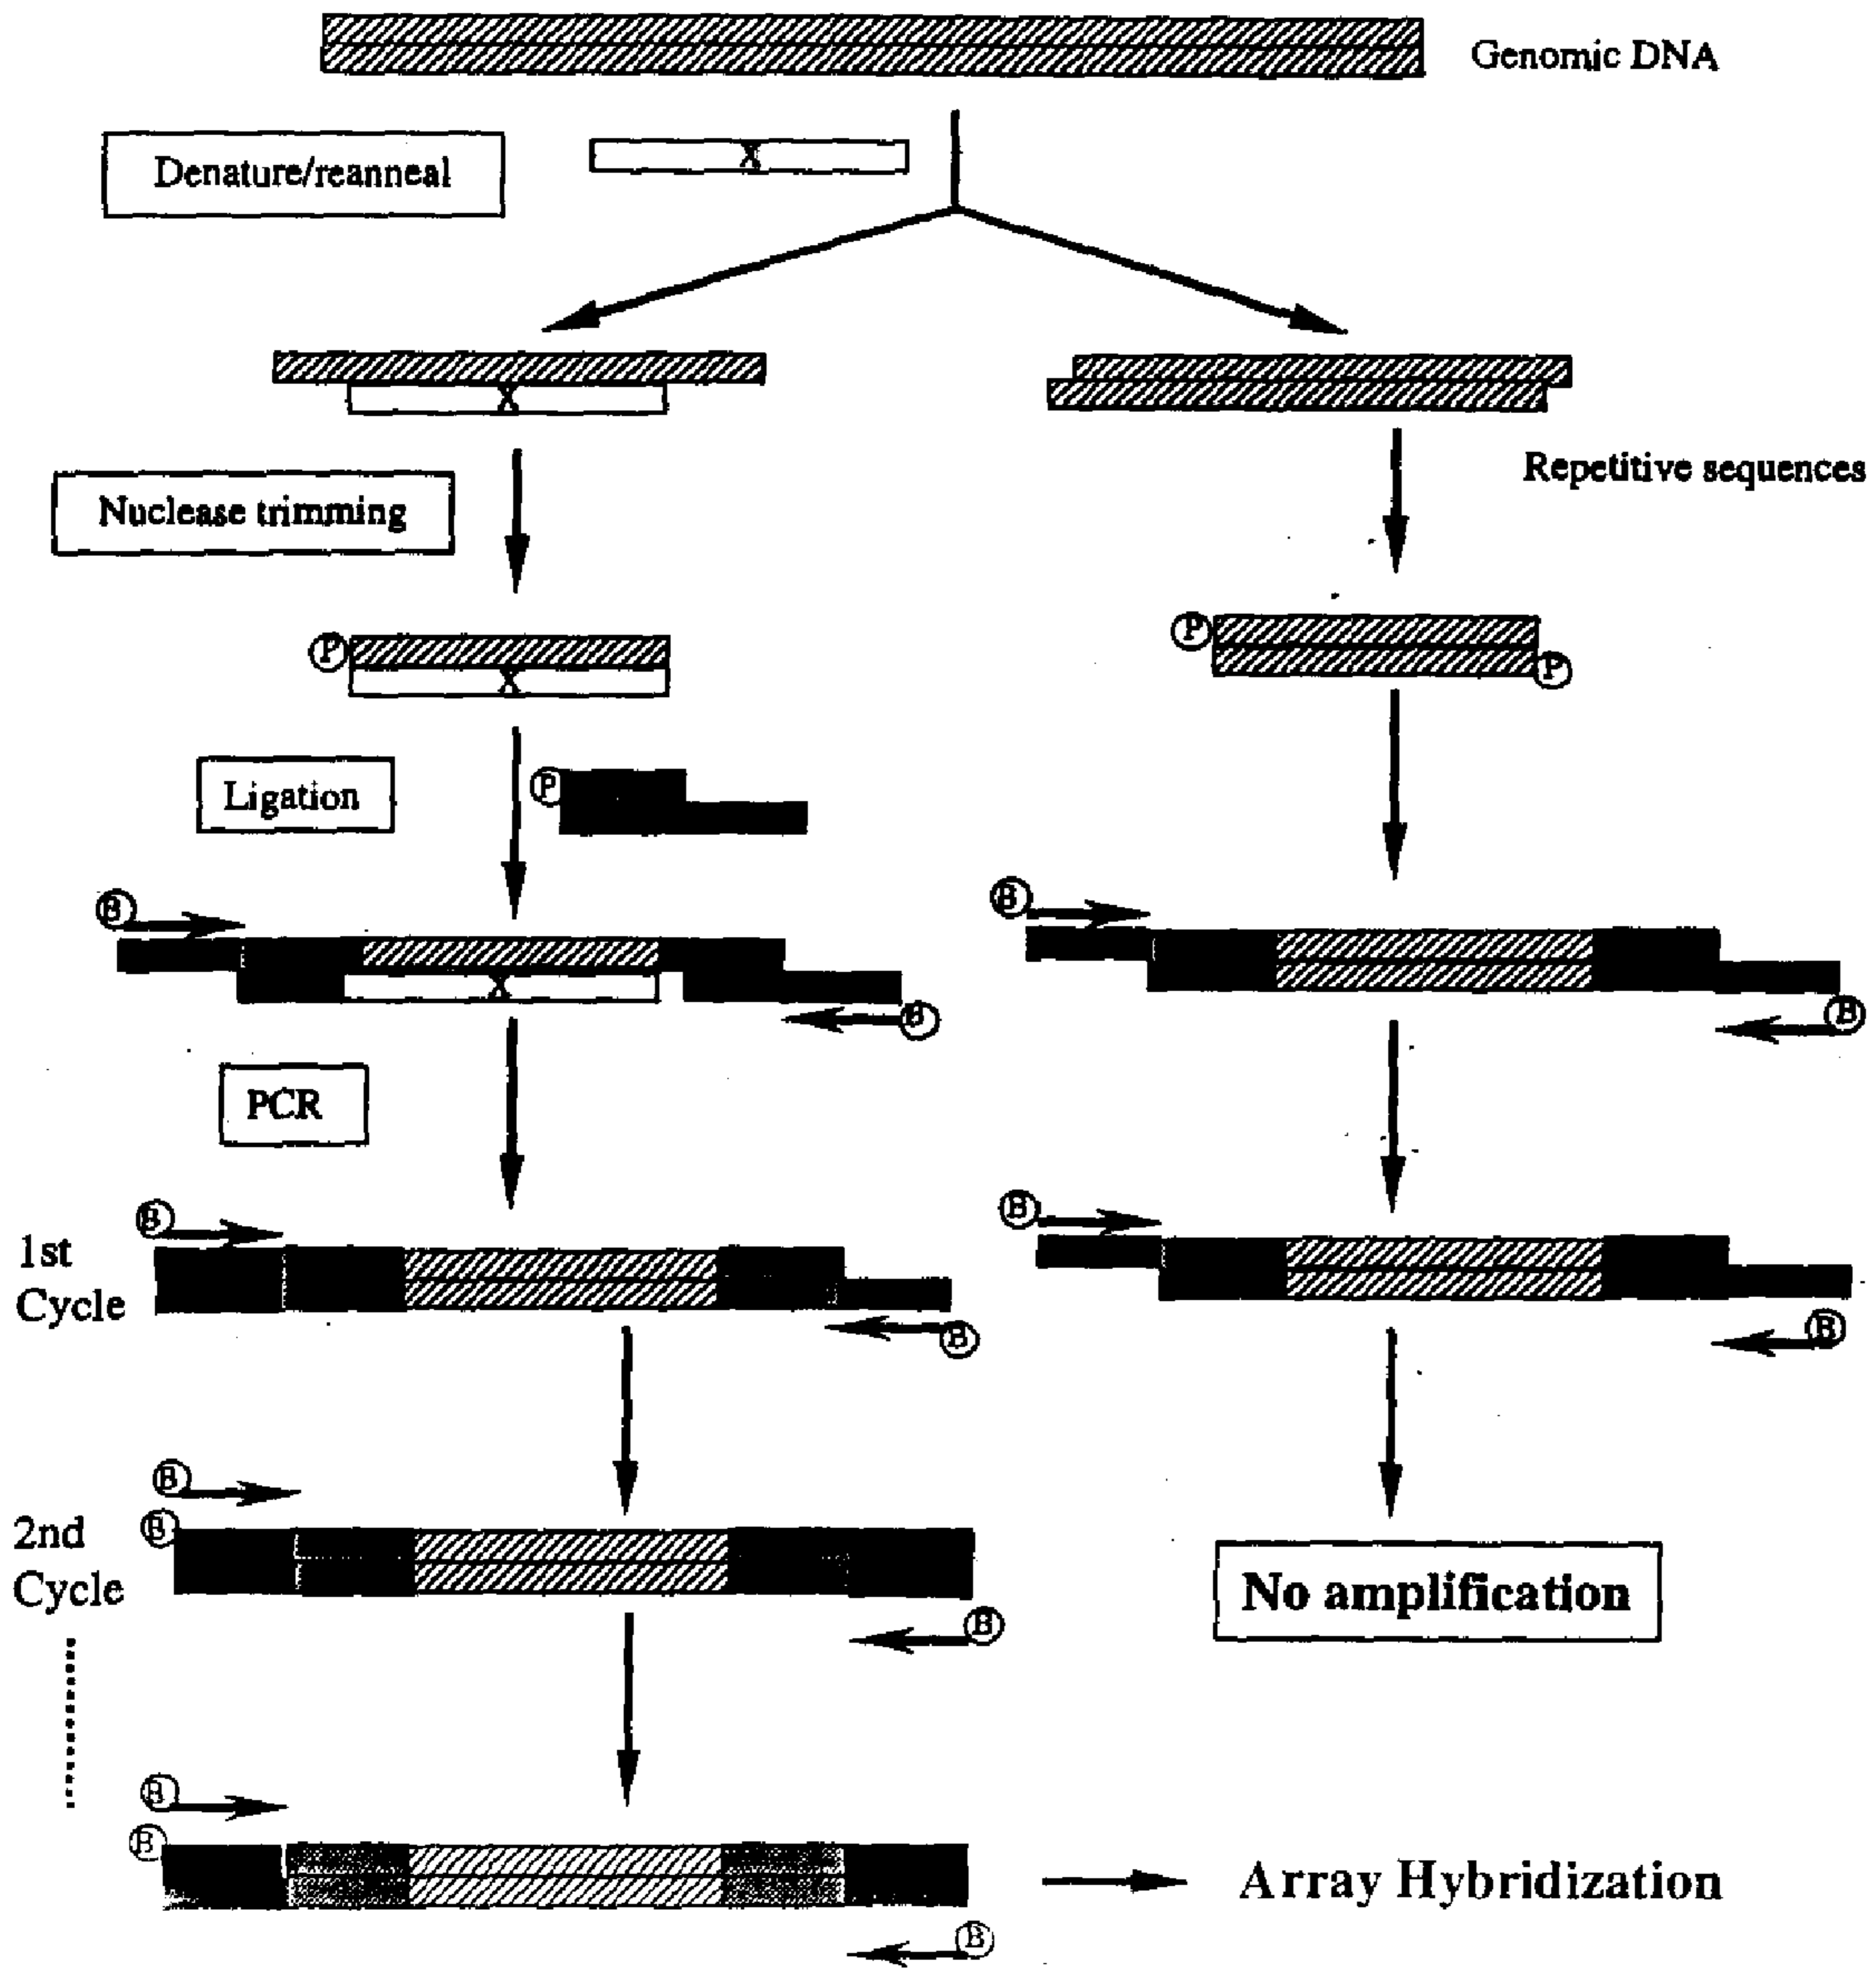 Genomic DNA
Denature/reanneal
X
X
Repetitive sequences
Nuclease trimming
P
X
P
P
Ligation
P
B
B
X
B
B
PCR
1st
Cycle
B
B
B
B
2nd
Cycle
B
B
B
No amplification
B
B
B
Array Hybridization